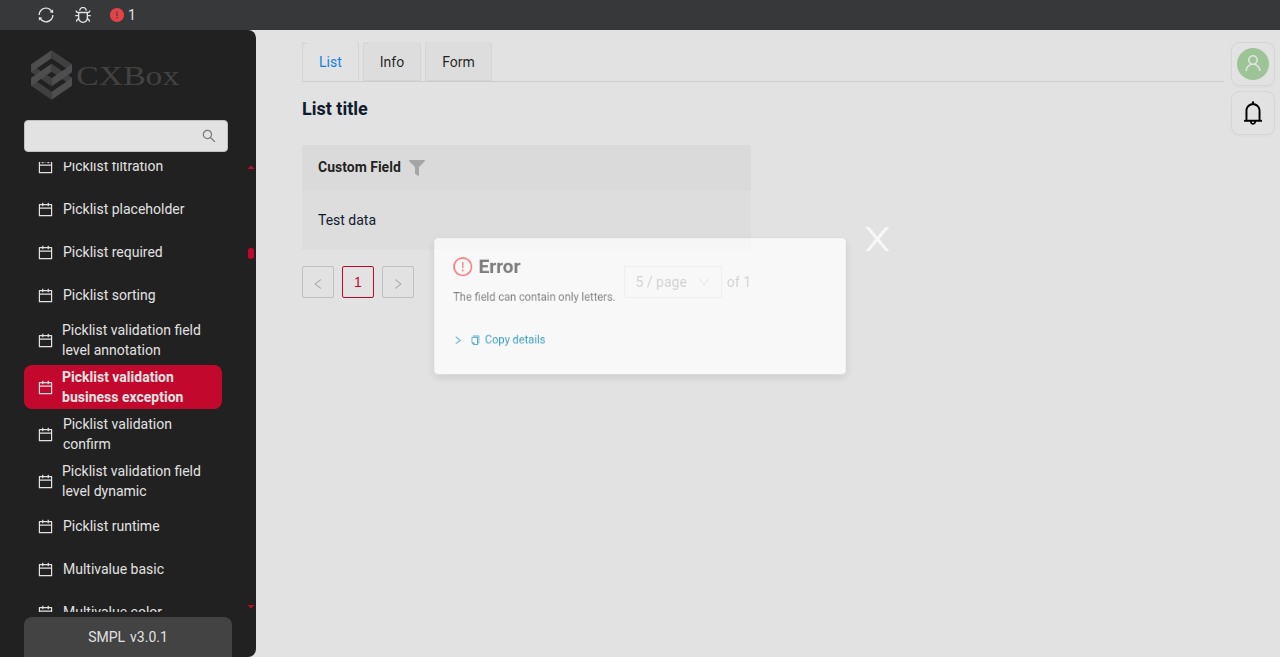 1
CXBox
Picklist filtration
Picklist placeholder
Picklist required
Picklist sorting
Picklist validation field
level annotation
Picklist validation
business exception
Picklist validation
confirm
Picklist validation field
level dynamic
Picklist runtime
Multivalue basic
Multivalue color
SMPL v3.0.1
List Info Form
List title
Custom Field
Test data
< 1 > 5 / page of 1
Error
The field can contain only letters.
Copy details
X